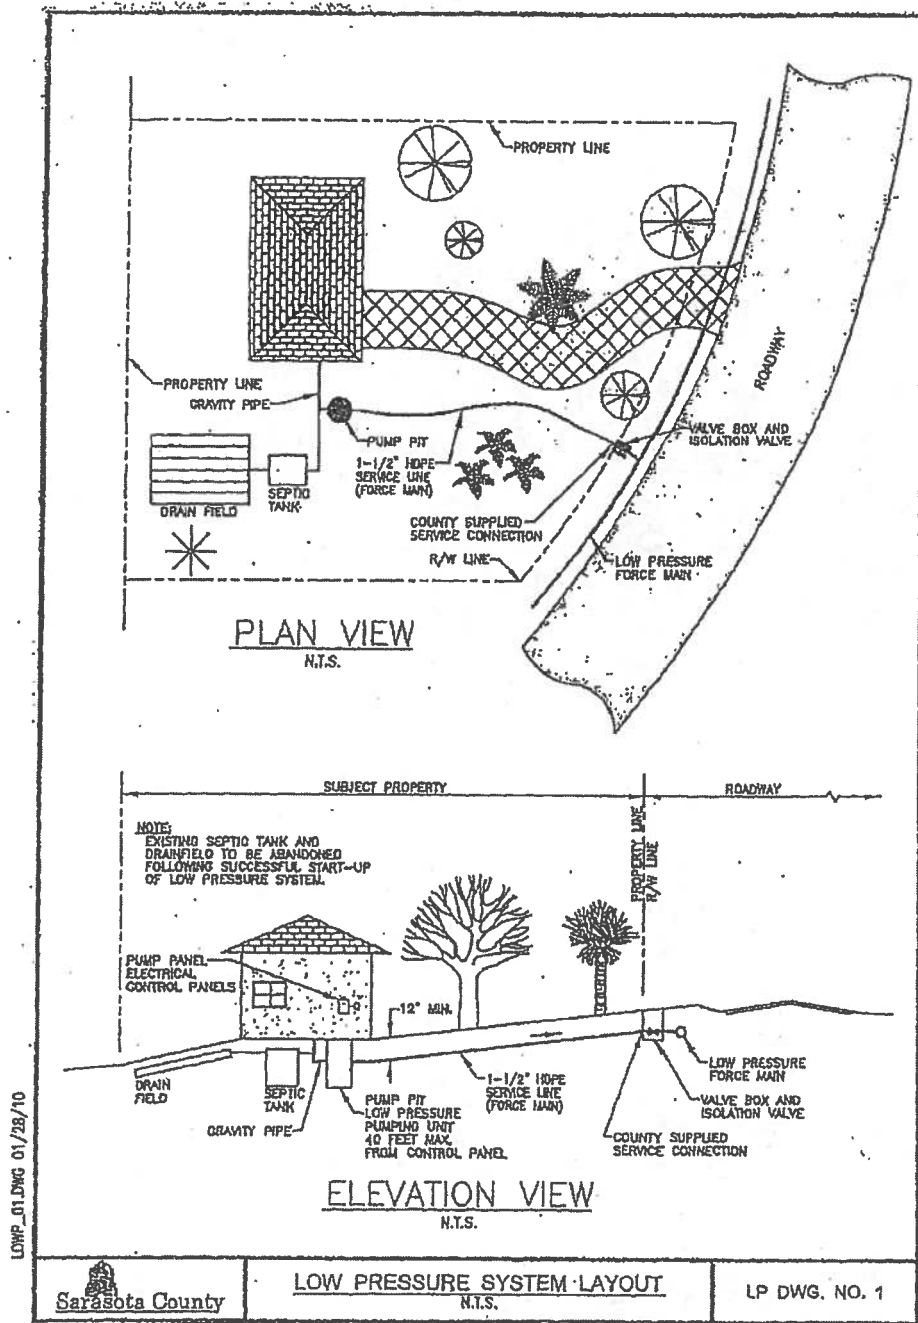 PROPERTY LINE
ROADWAY
PROPERTY LINE
GRAVITY PIPE
PUMP PIT
1-1/2" HDPE
SERVICE LINE
(FORCE MAIN)
VALVE BOX AND
ISOLATION VALVE
SEPTIC
TANK
DRAIN FIELD
COUNTY SUPPLIED
SERVICE CONNECTION
R/W LINE
LOW PRESSURE
FORCE MAIN
PLAN VIEW
N.T.S.
SUBJECT PROPERTY
ROADWAY
NOTE:
EXISTING SEPTIC TANK AND
DRAINFIELD TO BE ABANDONED
FOLLOWING SUCCESSFUL START-UP
OF LOW PRESSURE SYSTEM.
PROPERTY LINE
R/W LINE
PUMP PANEL
ELECTRICAL
CONTROL PANELS
12" MIN.
DRAIN
FIELD
SEPTIC
TANK
GRAVITY PIPE
PUMP PIT
LOW PRESSURE
PUMPING UNIT
40 FEET MAX.
FROM CONTROL PANEL
1-1/2" HDPE
SERVICE LINE
(FORCE MAIN)
LOW PRESSURE
FORCE MAIN
VALVE BOX AND
ISOLATION VALVE
COUNTY SUPPLIED
SERVICE CONNECTION
ELEVATION VIEW
N.T.S.
LOWP_01.DWG 01/28/10
Sarasota County
LOW PRESSURE SYSTEM LAYOUT
N.T.S.
LP DWG. NO. 1